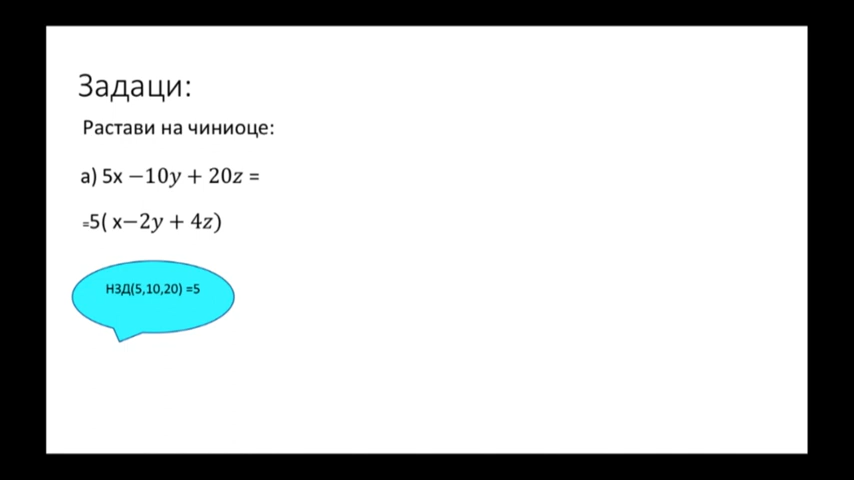 Задаци:
Растави на чиниоце:
а) 5x −10y + 20z =
=5( x−2y + 4z)
НЗД(5,10,20) =5